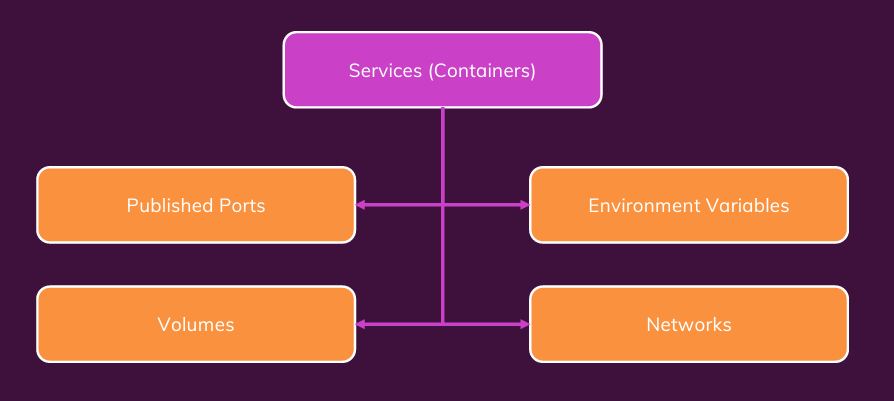 Services (Containers)
Published Ports
Environment Variables
Volumes
Networks